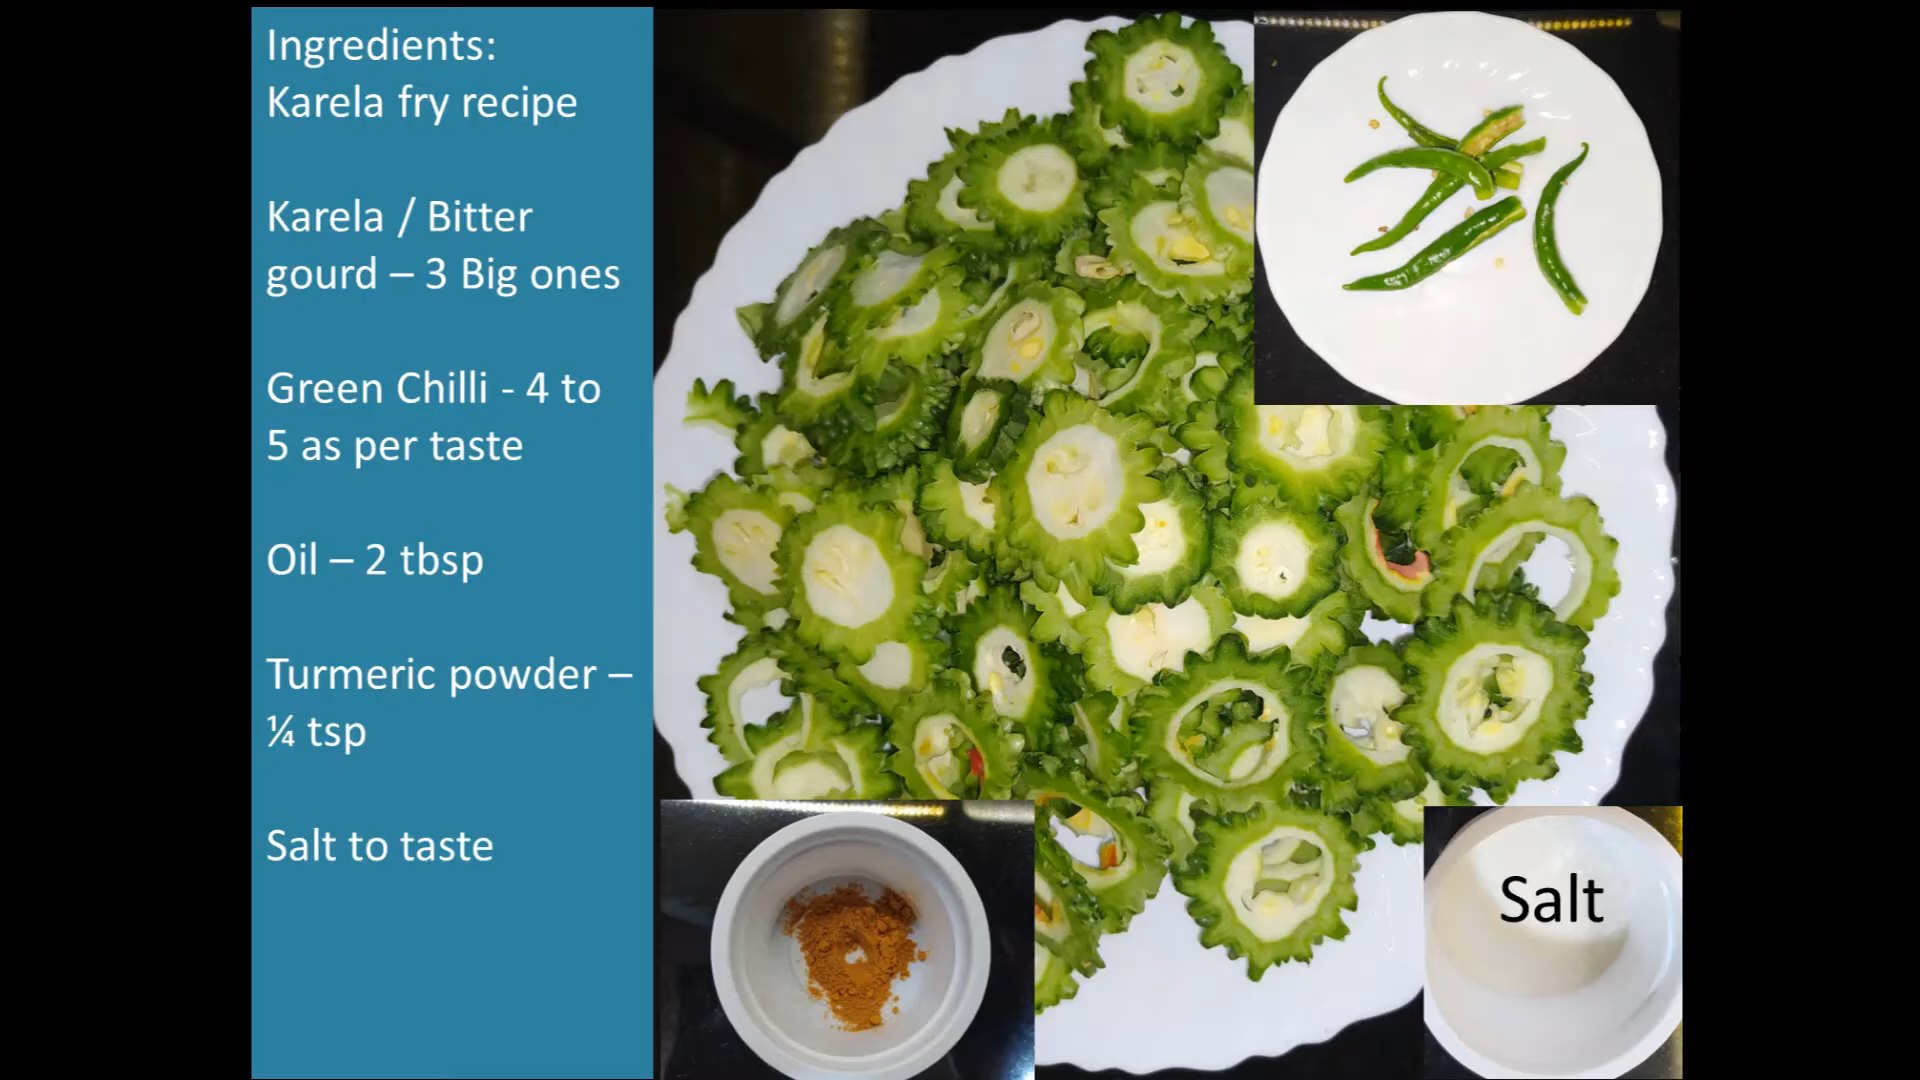 Ingredients:
Karela fry recipe
Karela / Bitter
gourd – 3 Big ones
Green Chilli - 4 to
5 as per taste
Oil – 2 tbsp
Turmeric powder –
¼ tsp
Salt to taste
Salt